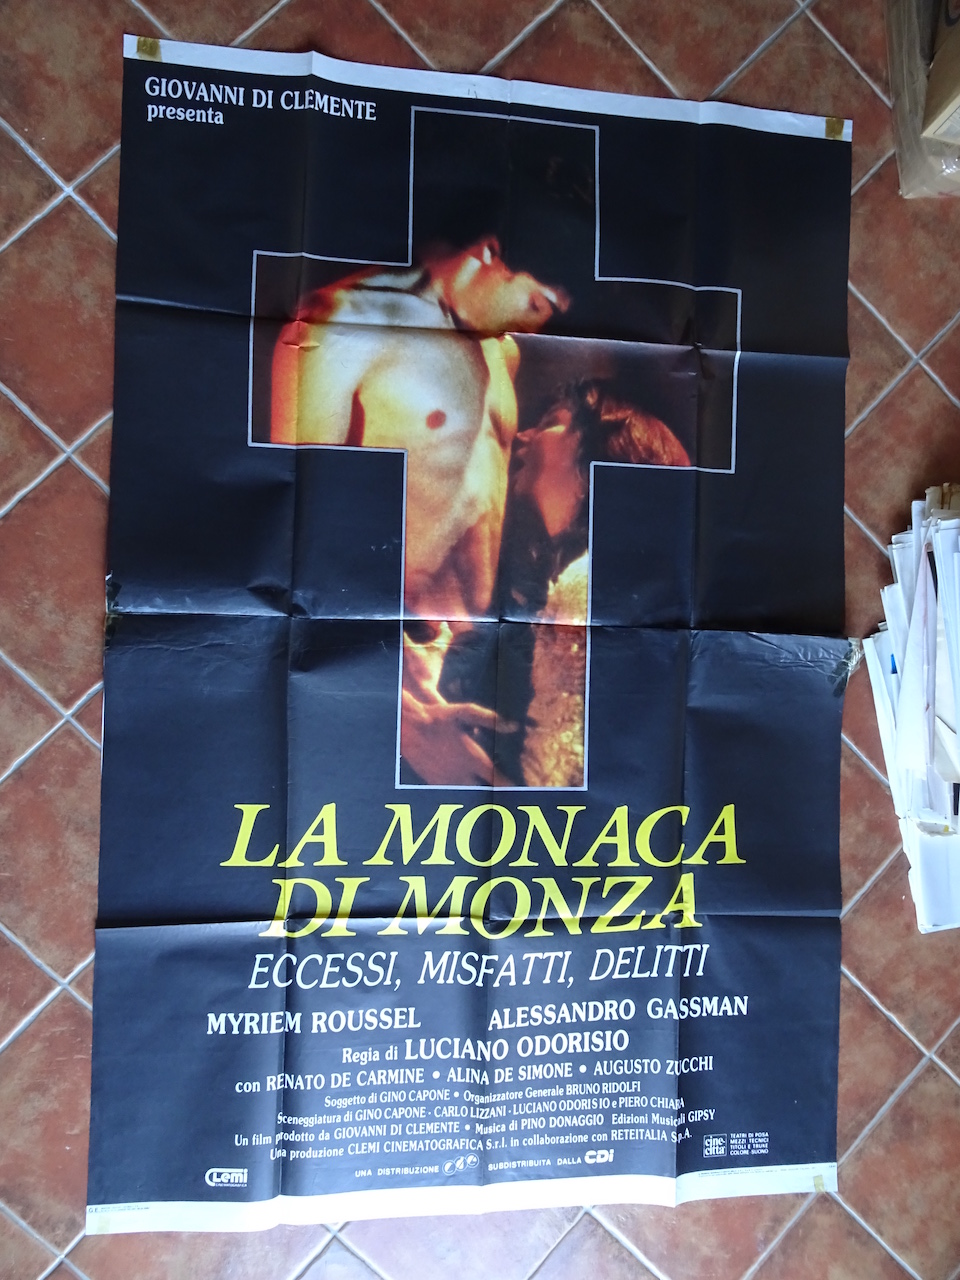 GIOVANNI DI CLEMENTE
presenta
LA MONACA
DI MONZA
ECCESSI, MISFATTI, DELITTI
MYRIEM ROUSSEL ALESSANDRO GASSMAN
Regia di LUCIANO ODORISIO
con RENATO DE CARMINE • ALINA DE SIMONE • AUGUSTO ZUCCHI
Soggetto di GINO CAPONE • Organizzatore Generale BRUNO RIDOLFI
Sceneggiatura di GINO CAPONE - CARLO LIZZANI - LUCIANO ODORISIO e PIERO CHIARA
Un film prodotto da GIOVANNI DI CLEMENTE • Musica di PINO DONAGGIO Edizioni Musicali GIPSY
Una produzione CLEMI CINEMATOGRAFICA S.r.l. in collaborazione con RETEITALIA S.p.A.
cine-
città
TEATRI DI POSA
MEZZI TECNICI
TITOLI E TRUKE
COLORE-SUONO
CLEMI
CINEMATOGRAFICA
UNA DISTRIBUZIONE SUBDISTRIBUITA DALLA CDI